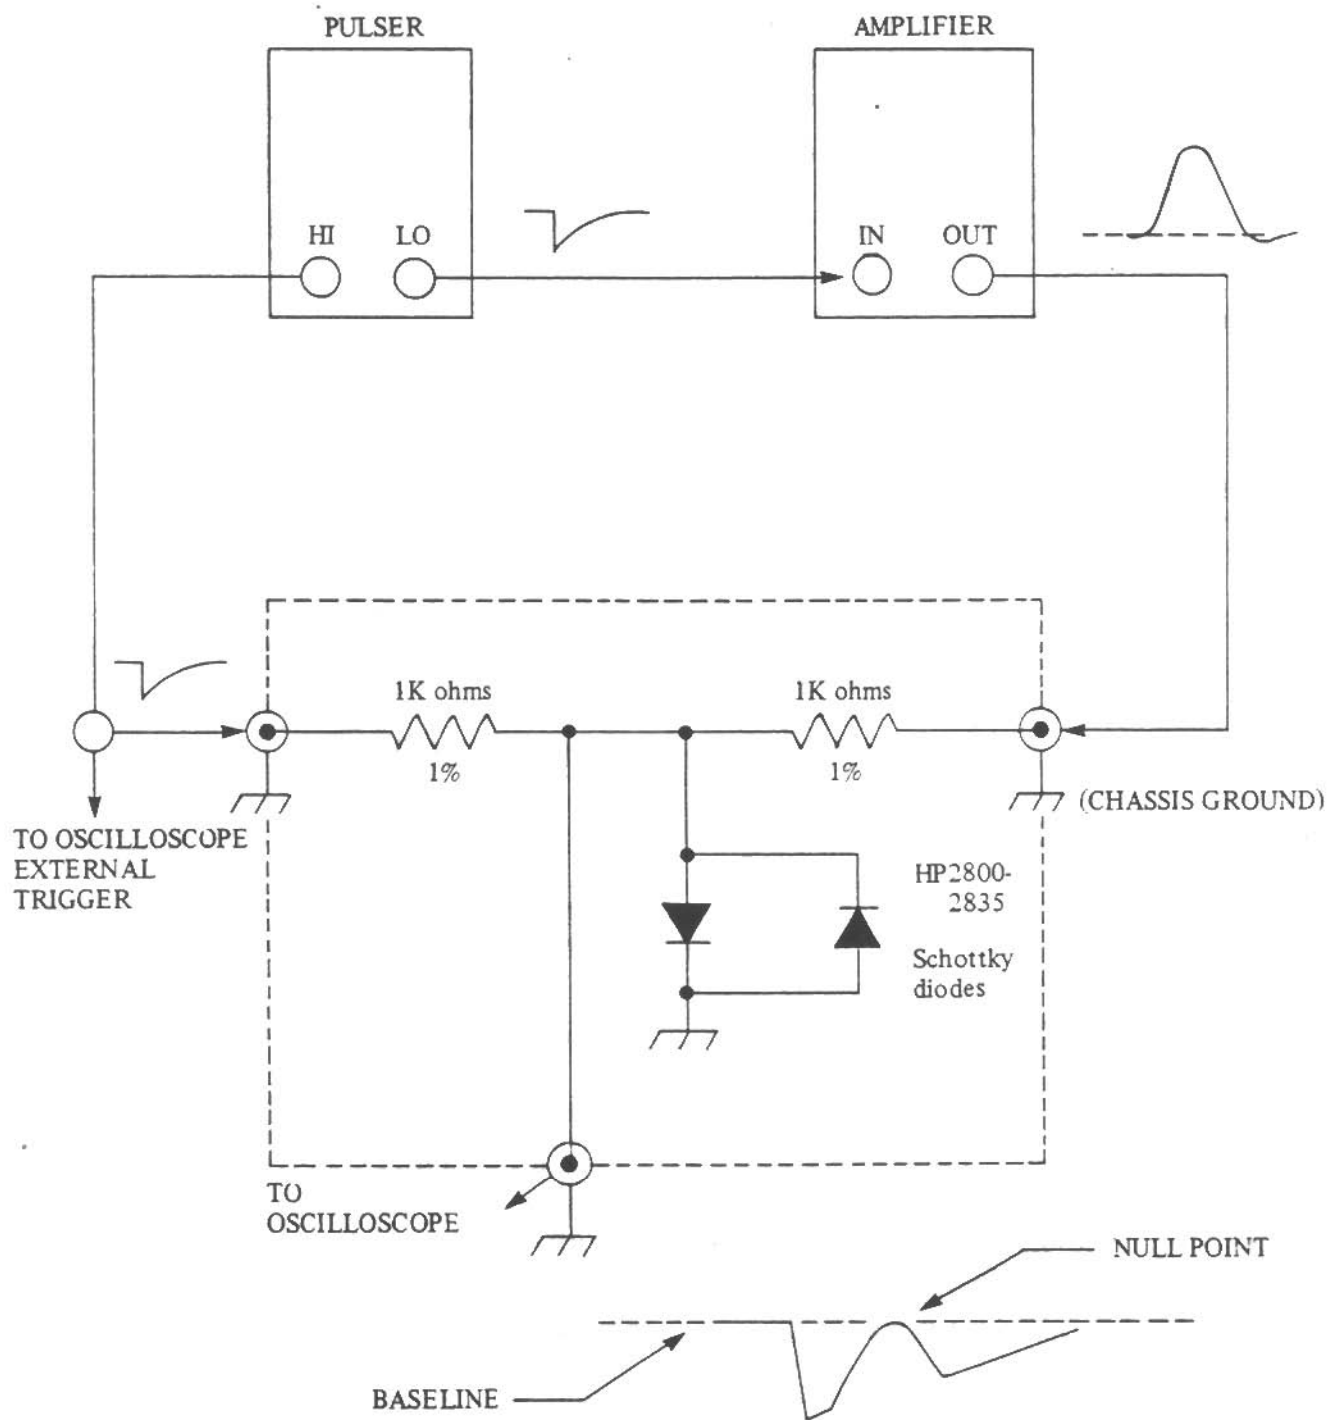 PULSER
AMPLIFIER
HI
LO
IN
OUT
1K ohms
1%
1K ohms
1%
(CHASSIS GROUND)
TO OSCILLOSCOPE
EXTERNAL
TRIGGER
HP2800-
2835
Schottky
diodes
TO
OSCILLOSCOPE
NULL POINT
BASELINE